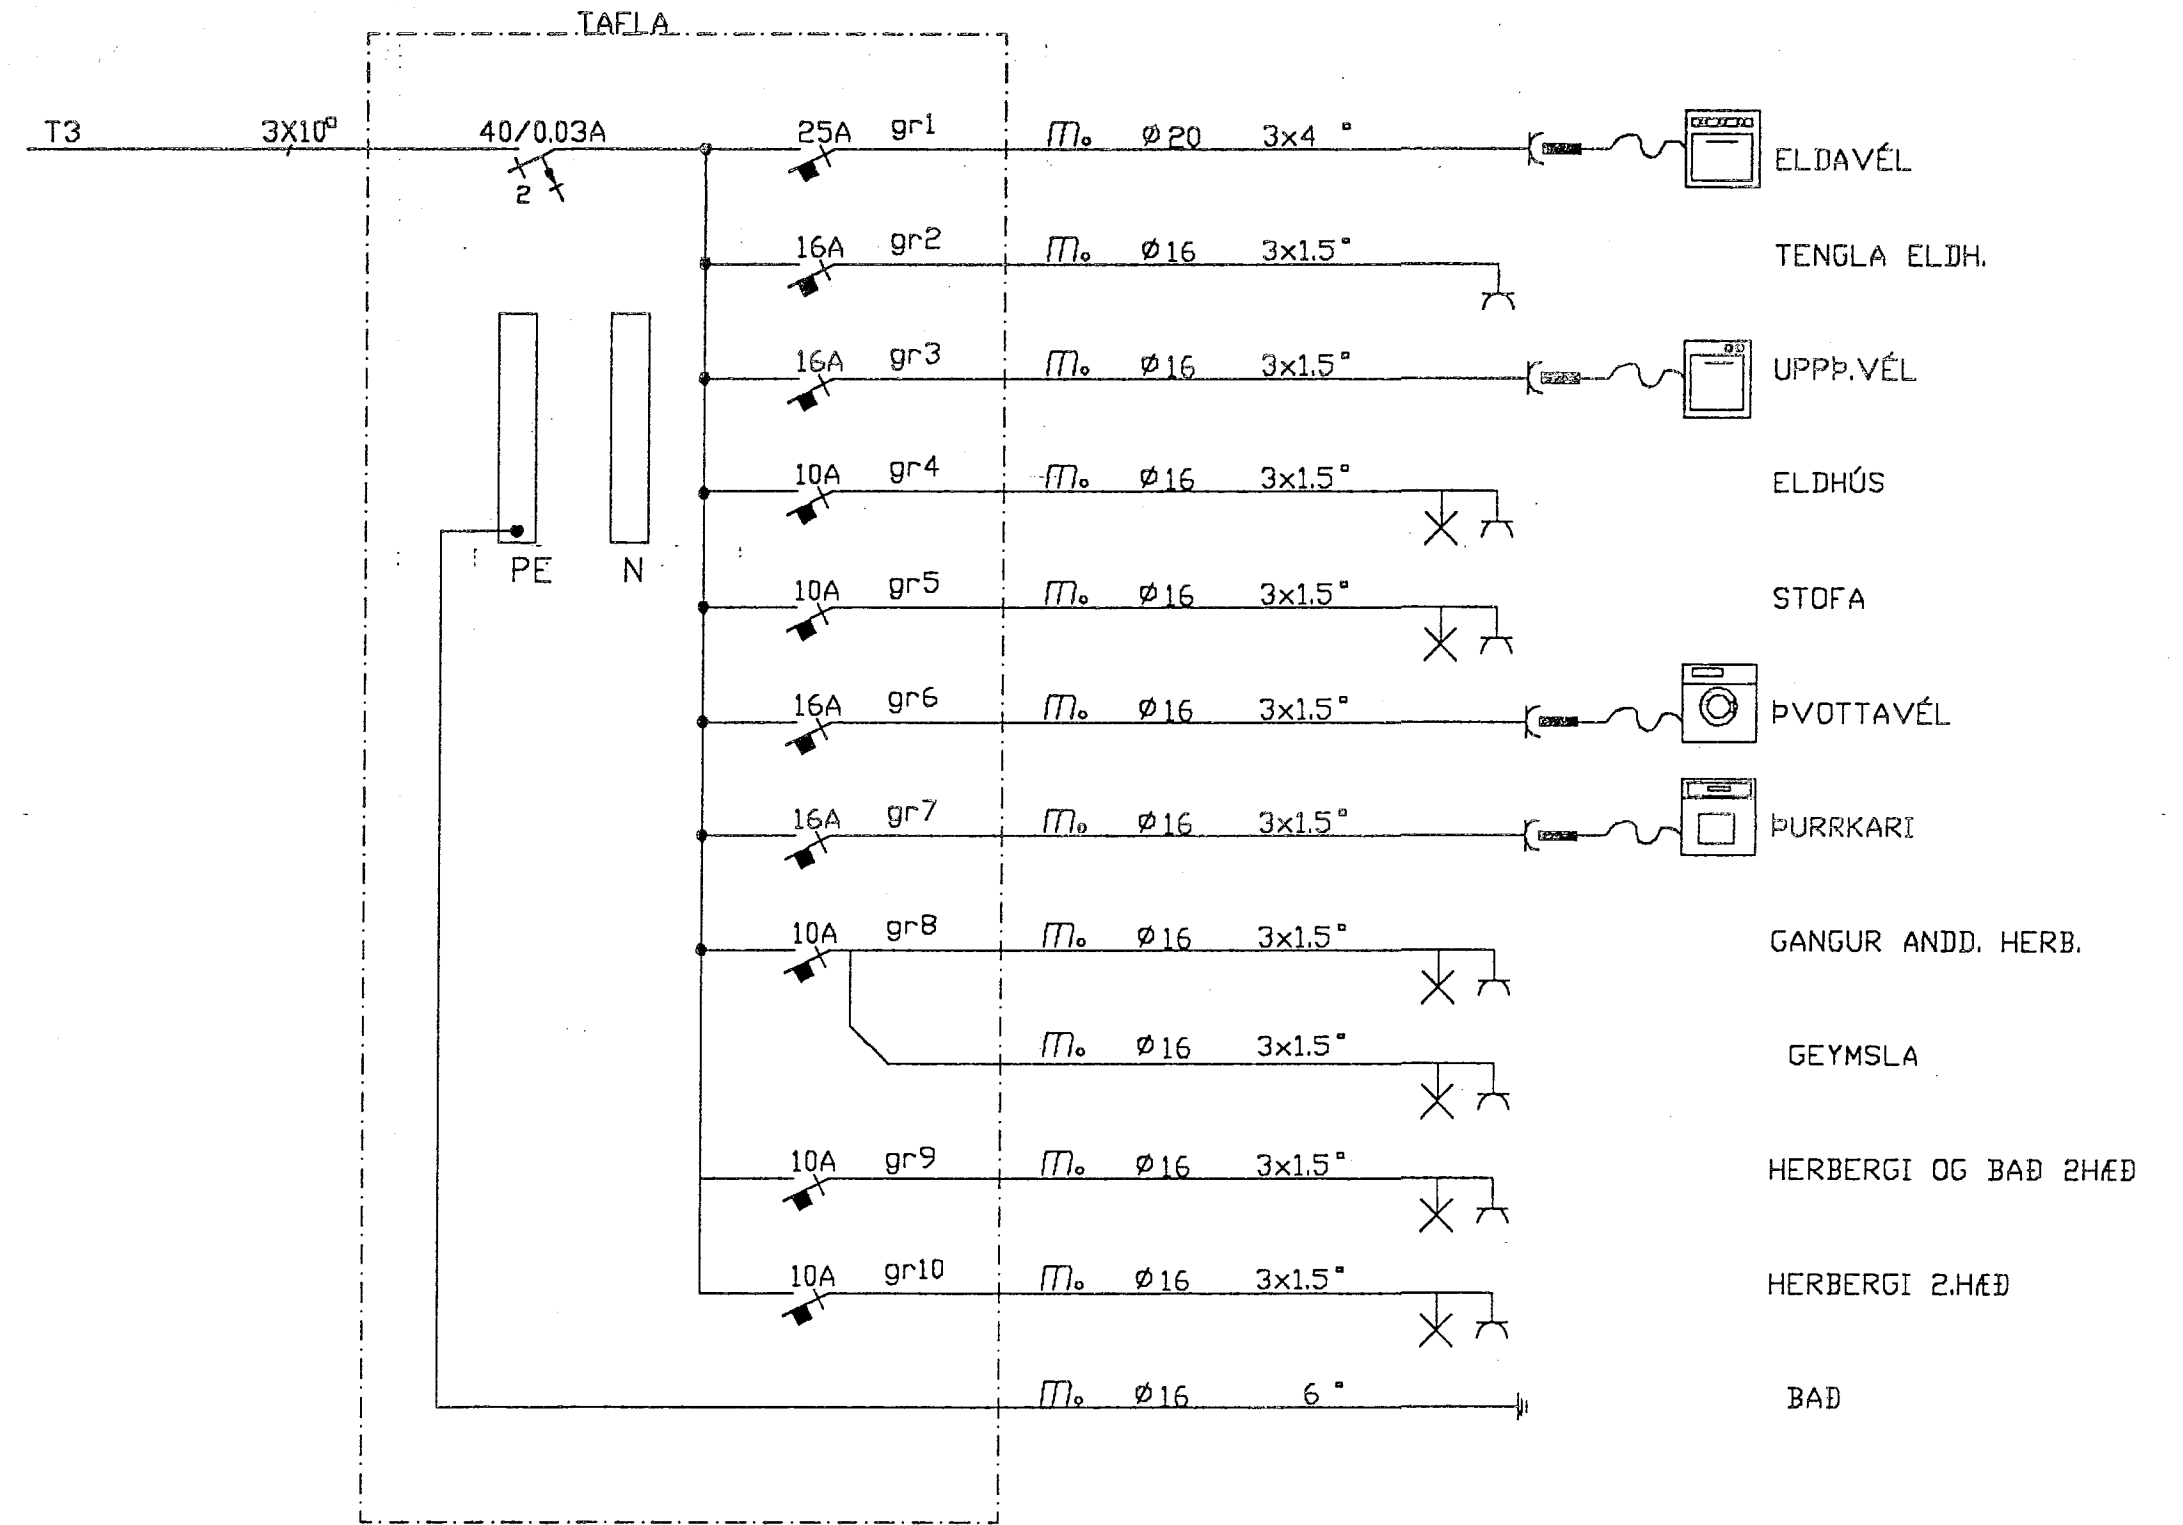 TAFLA
T3 3X10▫ 40/0.03A 25A gr1 m. Ø20 3x4 ▫ ELDAVÉL
2
16A gr2 m. Ø16 3x1.5▫ TENGLA ELDH.
16A gr3 m. Ø16 3x1.5▫ UPPÞ.VÉL
10A gr4 m. Ø16 3x1.5▫ ELDHÚS
PE N
10A gr5 m. Ø16 3x1.5▫ STOFA
16A gr6 m. Ø16 3x1.5▫ ÞVOTTAVÉL
16A gr7 m. Ø16 3x1.5▫ ÞURRKARI
10A gr8 m. Ø16 3x1.5▫ GANGUR ANDD. HERB.
m. Ø16 3x1.5▫ GEYMSLA
10A gr9 m. Ø16 3x1.5▫ HERBERGI OG BAÐ 2HÆÐ
10A gr10 m. Ø16 3x1.5▫ HERBERGI 2.HÆÐ
m. Ø16 6 ▫ BAÐ